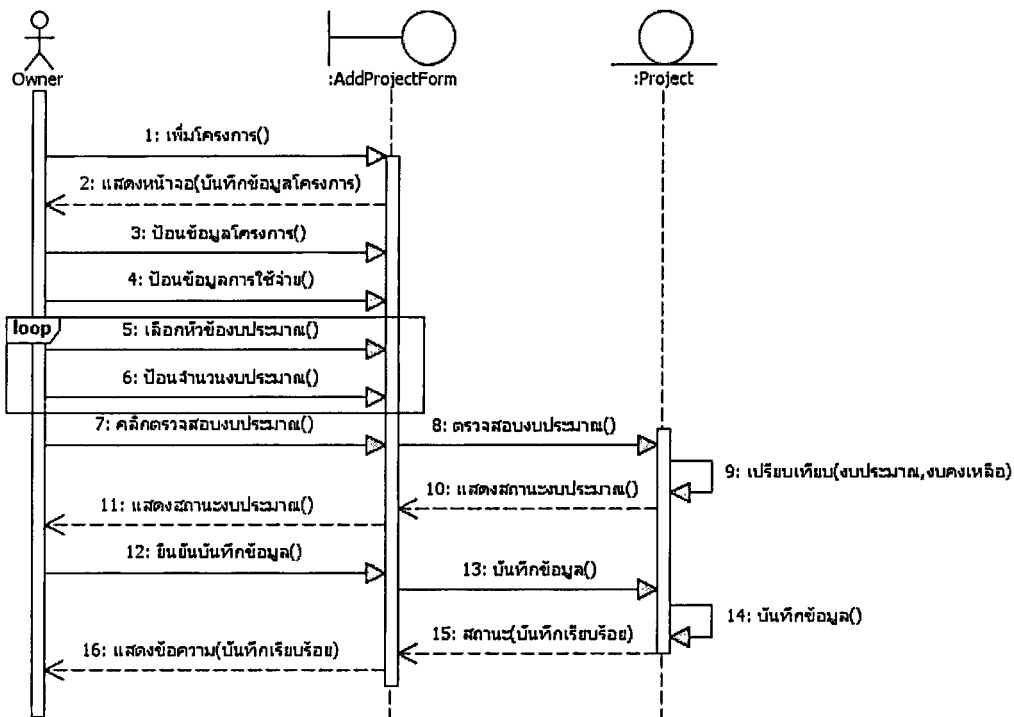 Owner
:AddProjectForm
:Project
1: เพิ่มโครงการ()
2: แสดงหน้าจอ(บันทึกข้อมูลโครงการ)
3: ป้อนข้อมูลโครงการ()
4: ป้อนข้อมูลการใช้จ่าย()
loop
5: เลือกหัวข้องบประมาณ()
6: ป้อนจำนวนงบประมาณ()
7: คลิกตรวจสอบงบประมาณ()
8: ตรวจสอบงบประมาณ()
9: เปรียบเทียบ(งบประมาณ,งบคงเหลือ)
10: แสดงสถานะงบประมาณ()
11: แสดงสถานะงบประมาณ()
12: ยืนยันบันทึกข้อมูล()
13: บันทึกข้อมูล()
14: บันทึกข้อมูล()
15: สถานะ(บันทึกเรียบร้อย)
16: แสดงข้อความ(บันทึกเรียบร้อย)